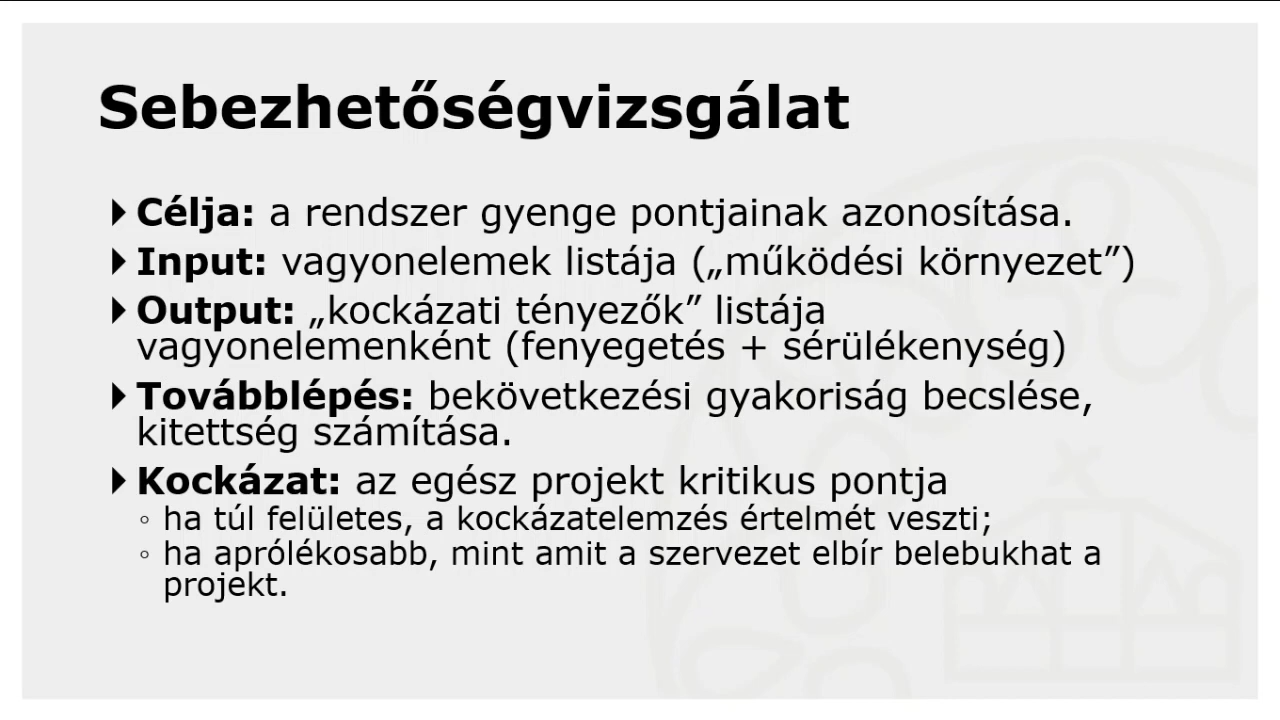 Sebezhetőségvizsgálat
Célja: a rendszer gyenge pontjainak azonosítása.
Input: vagyonelemek listája („működési környezet”)
Output: „kockázati tényezők” listája
vagyonelemenként (fenyegetés + sérülékenység)
Továbblépés: bekövetkezési gyakoriság becslése,
kitettség számítása.
Kockázat: az egész projekt kritikus pontja
ha túl felületes, a kockázatelemzés értelmét veszti;
ha aprólékosabb, mint amit a szervezet elbír belebukhat a
projekt.